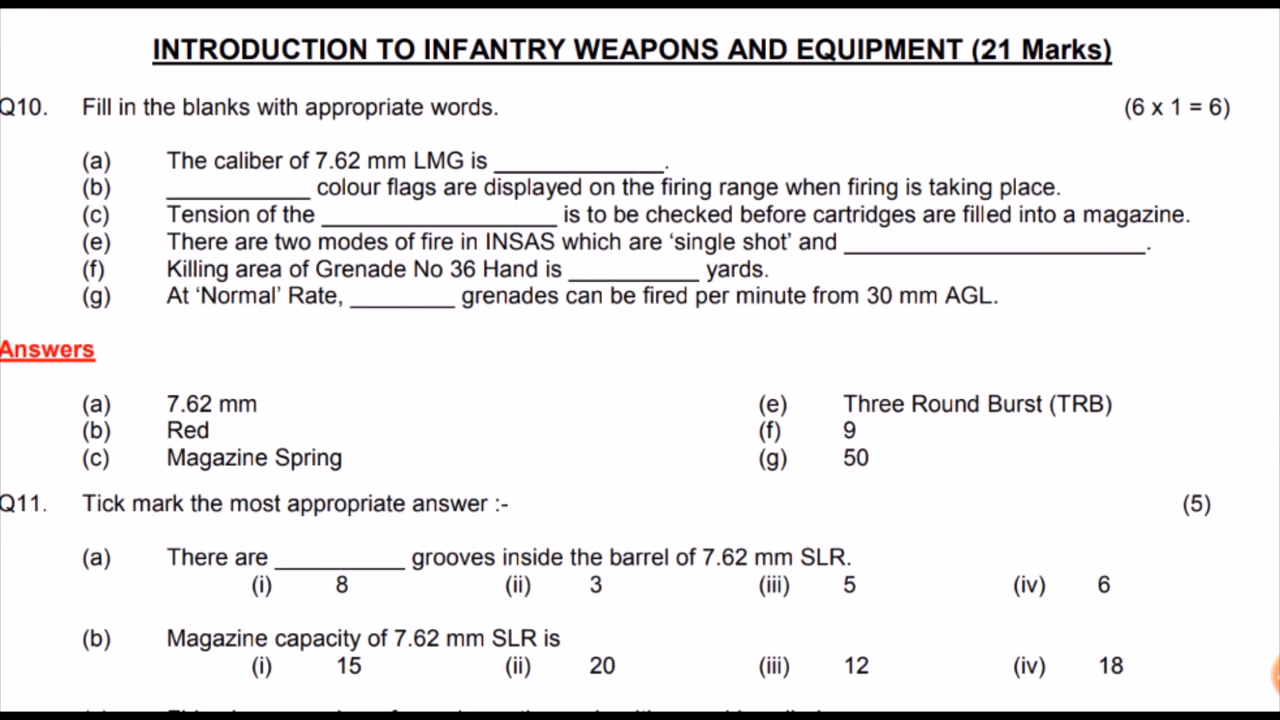 INTRODUCTION TO INFANTRY WEAPONS AND EQUIPMENT (21 Marks)
Q10. Fill in the blanks with appropriate words. (6 x 1 = 6)
(a) The caliber of 7.62 mm LMG is ____________.
(b) __________ colour flags are displayed on the firing range when firing is taking place.
(c) Tension of the _________________ is to be checked before cartridges are filled into a magazine.
(e) There are two modes of fire in INSAS which are ‘single shot’ and ______________________.
(f) Killing area of Grenade No 36 Hand is _________ yards.
(g) At ‘Normal’ Rate, ________ grenades can be fired per minute from 30 mm AGL.
Answers
(a) 7.62 mm (e) Three Round Burst (TRB)
(b) Red (f) 9
(c) Magazine Spring (g) 50
Q11. Tick mark the most appropriate answer :- (5)
(a) There are _________ grooves inside the barrel of 7.62 mm SLR.
(i) 8 (ii) 3 (iii) 5 (iv) 6
(b) Magazine capacity of 7.62 mm SLR is
(i) 15 (ii) 20 (iii) 12 (iv) 18